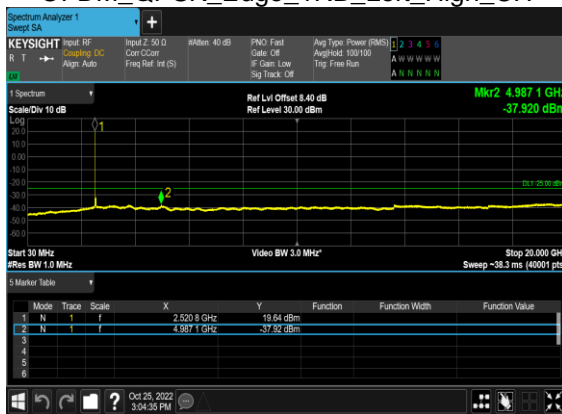 Spectrum Analyzer 1
Swept SA
KEYSIGHT Input: RF Input Z: 50 Ω #Atten: 40 dB PNO: Fast Avg Type: Power (RMS) 1 2 3 4 5 6
R T Coupling: DC Corr CCorr Gate: Off Avg|Hold: 100/100 A W W W W W
Align: Auto Freq Ref: Int (S) IF Gain: Low Trig: Free Run
LU Sig Track: Off A N N N N N
1 Spectrum Ref Lvl Offset 8.40 dB Mkr2 4.987 1 GHz
Scale/Div 10 dB Ref Level 30.00 dBm -37.920 dBm
Log
20.0 1
10.0
0.00
-10.0
-20.0 DL1
-30.0 2
-40.0
-50.0
-60.0
Start 30 MHz Video BW 3.0 MHz* Stop 20.000 GH
#Res BW 1.0 MHz Sweep ~38.3 ms (40001 pts
5 Marker Table
Mode Trace Scale X Y Function Function Width Function Value
1 N 1 f 2.520 8 GHz 19.64 dBm
2 N 1 f 4.987 1 GHz -37.92 dBm
3
4
5
6
Oct 25, 2022
3:04:35 PM